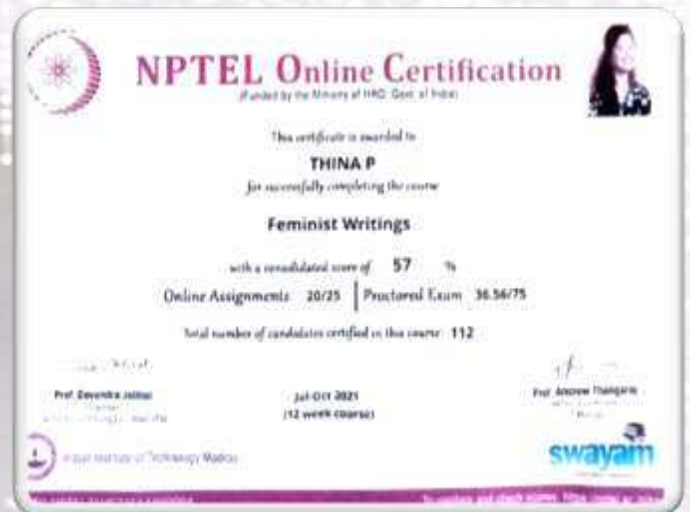 NPTEL Online Certification
(Funded by the Ministry of HRD, Govt. of India)
This certificate is awarded to
THINA P
for successfully completing the course
Feminist Writings
with a consolidated score of 57 %
Online Assignments 20/25 Proctored Exam 36.56/75
Total number of candidates certified in this course: 112
Prof. Devendra Jalihal
Prof. Andrew Thangaraj
Jul-Oct 2021
(12 week course)
Indian Institute of Technology Madras
swayam